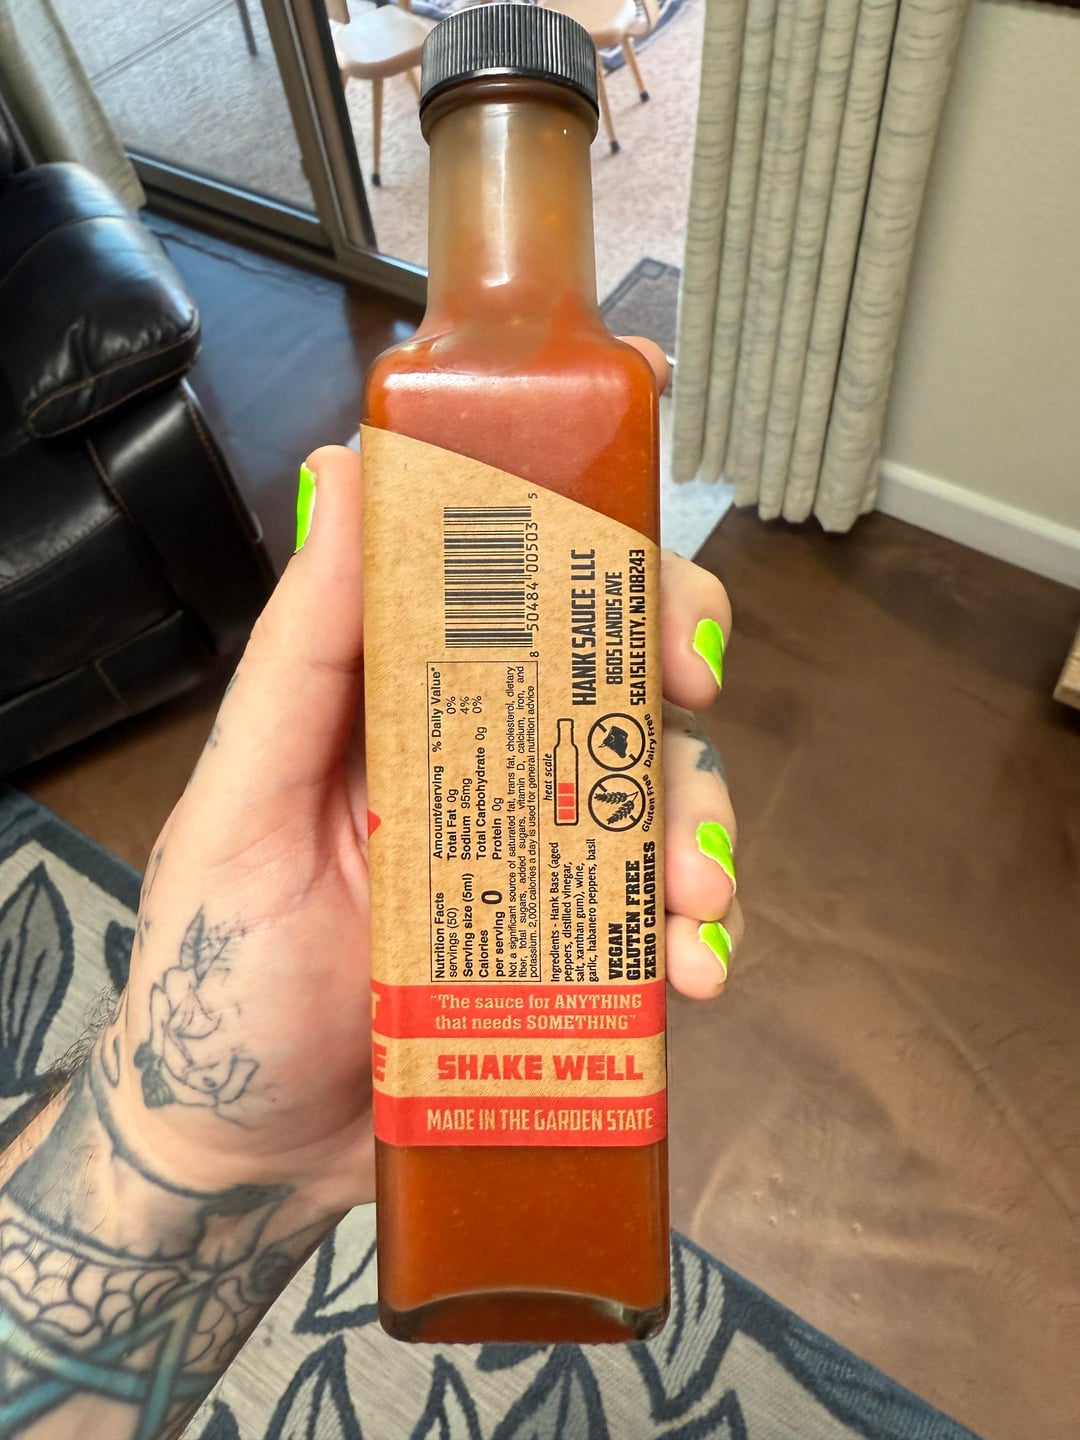 8 50484 00503 5
Nutrition Facts
servings (50)
Serving size (5ml)
Calories
per serving 0
Amount/serving % Daily Value*
Total Fat 0g 0%
Sodium 95mg 4%
Total Carbohydrate 0g 0%
Protein 0g
Not a significant source of saturated fat, trans fat, cholesterol, dietary
fiber, total sugars, added sugars, vitamin D, calcium, iron, and
potassium. 2,000 calories a day is used for general nutrition advice
Ingredients - Hank Base (aged
peppers, distilled vinegar,
salt, xanthan gum), wine,
garlic, habanero peppers, basil
VEGAN
GLUTEN FREE
ZERO CALORIES
heat scale
Gluten Free
Dairy Free
HANK SAUCE LLC
8605 LANDIS AVE
SEA ISLE CITY, NJ 08243
"The sauce for ANYTHING
that needs SOMETHING"
E
SHAKE WELL
MADE IN THE GARDEN STATE